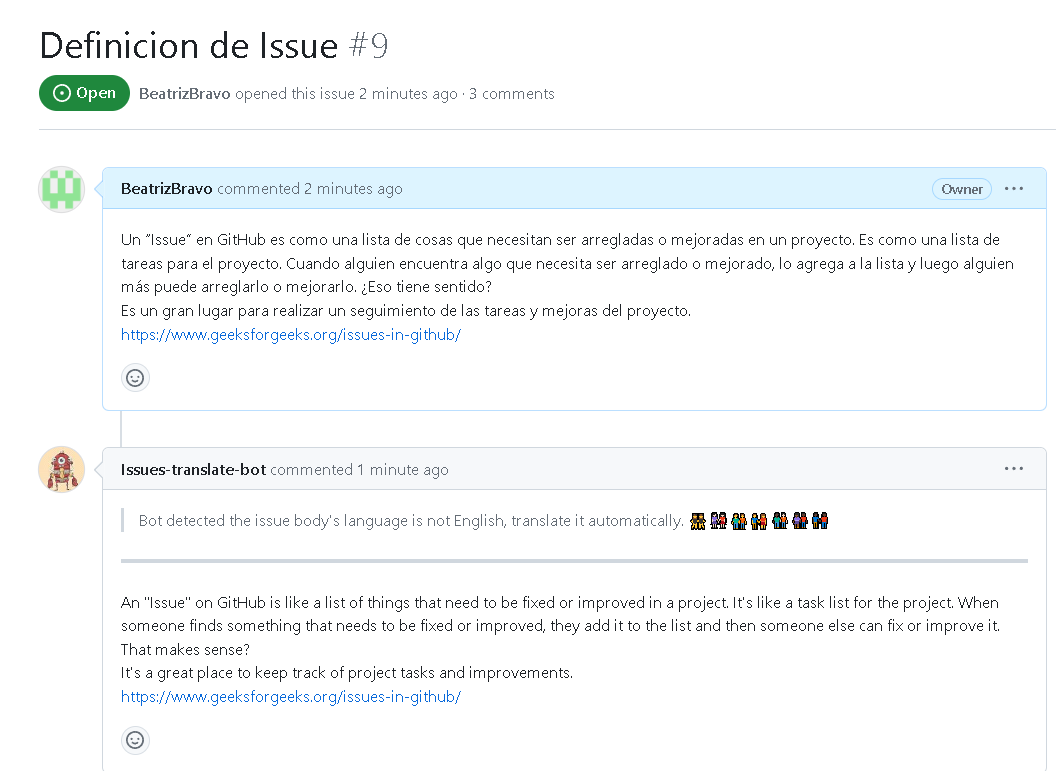 Definicion de Issue #9
Open BeatrizBravo opened this issue 2 minutes ago · 3 comments
BeatrizBravo commented 2 minutes ago Owner ···
Un "Issue" en GitHub es como una lista de cosas que necesitan ser arregladas o mejoradas en un proyecto. Es como una lista de
tareas para el proyecto. Cuando alguien encuentra algo que necesita ser arreglado o mejorado, lo agrega a la lista y luego alguien
más puede arreglarlo o mejorarlo. ¿Eso tiene sentido?
Es un gran lugar para realizar un seguimiento de las tareas y mejoras del proyecto.
https://www.geeksforgeeks.org/issues-in-github/
Issues-translate-bot commented 1 minute ago ···
Bot detected the issue body's language is not English, translate it automatically.
An "Issue" on GitHub is like a list of things that need to be fixed or improved in a project. It's like a task list for the project. When
someone finds something that needs to be fixed or improved, they add it to the list and then someone else can fix or improve it.
That makes sense?
It's a great place to keep track of project tasks and improvements.
https://www.geeksforgeeks.org/issues-in-github/